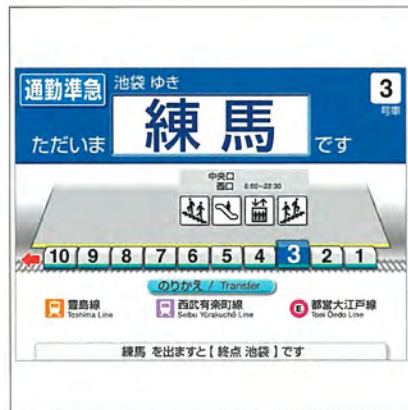 通勤準急 池袋 ゆき
3
号車
ただいま 練馬 です
中央口
西口 6:00~22:30
10 9 8 7 6 5 4 3 2 1
のりかえ / Transfer
豊島線 西武有楽町線 E 都営大江戸線
Toshima Line Seibu Yūrakuchō Line Toei Ōedo Line
練馬 を出ますと【 終点 池袋 】です